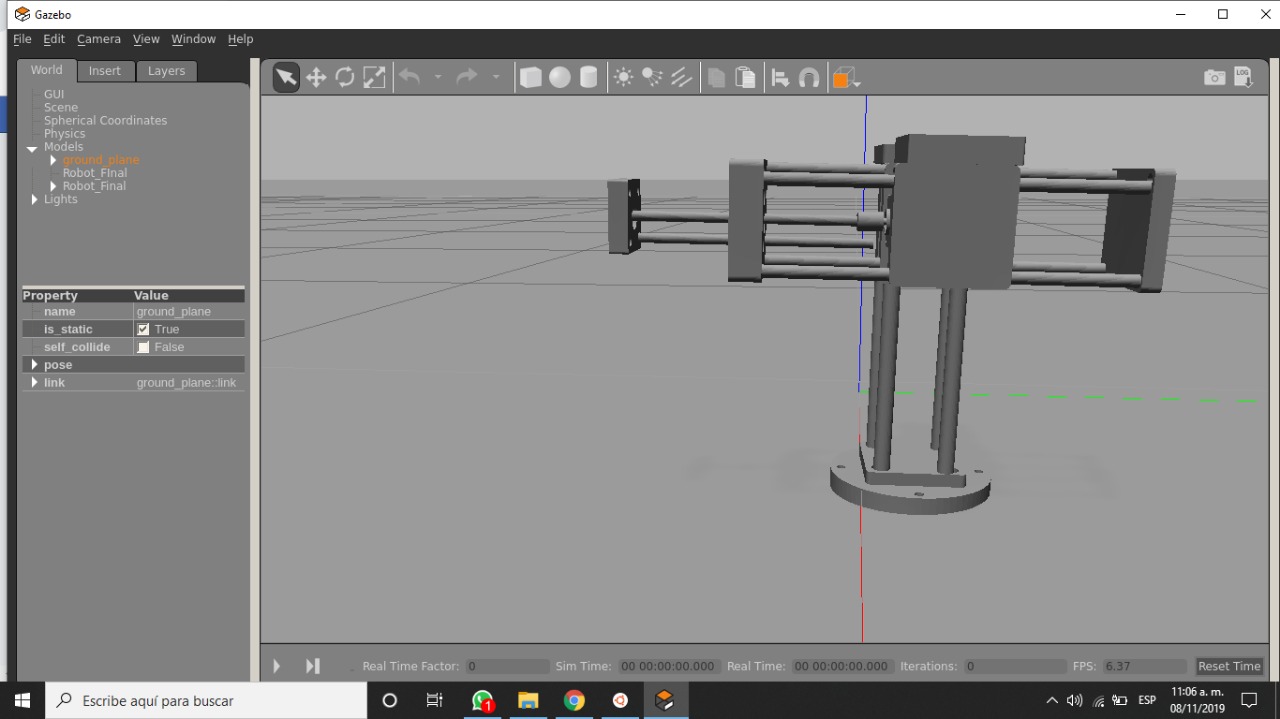 Gazebo
File Edit Camera View Window Help
World Insert Layers
GUI
Scene
Spherical Coordinates
Physics
Models
ground_plane
Robot_FInal
Robot_Final
Lights
Property Value
name ground_plane
is_static True
self_collide False
pose
link ground_plane::link
LOG
Real Time Factor: 0 Sim Time: 00 00:00:00.000 Real Time: 00 00:00:00.000 Iterations: 0 FPS: 6.37 Reset Time
Escribe aquí para buscar
1
ESP
11:06 a. m.
08/11/2019